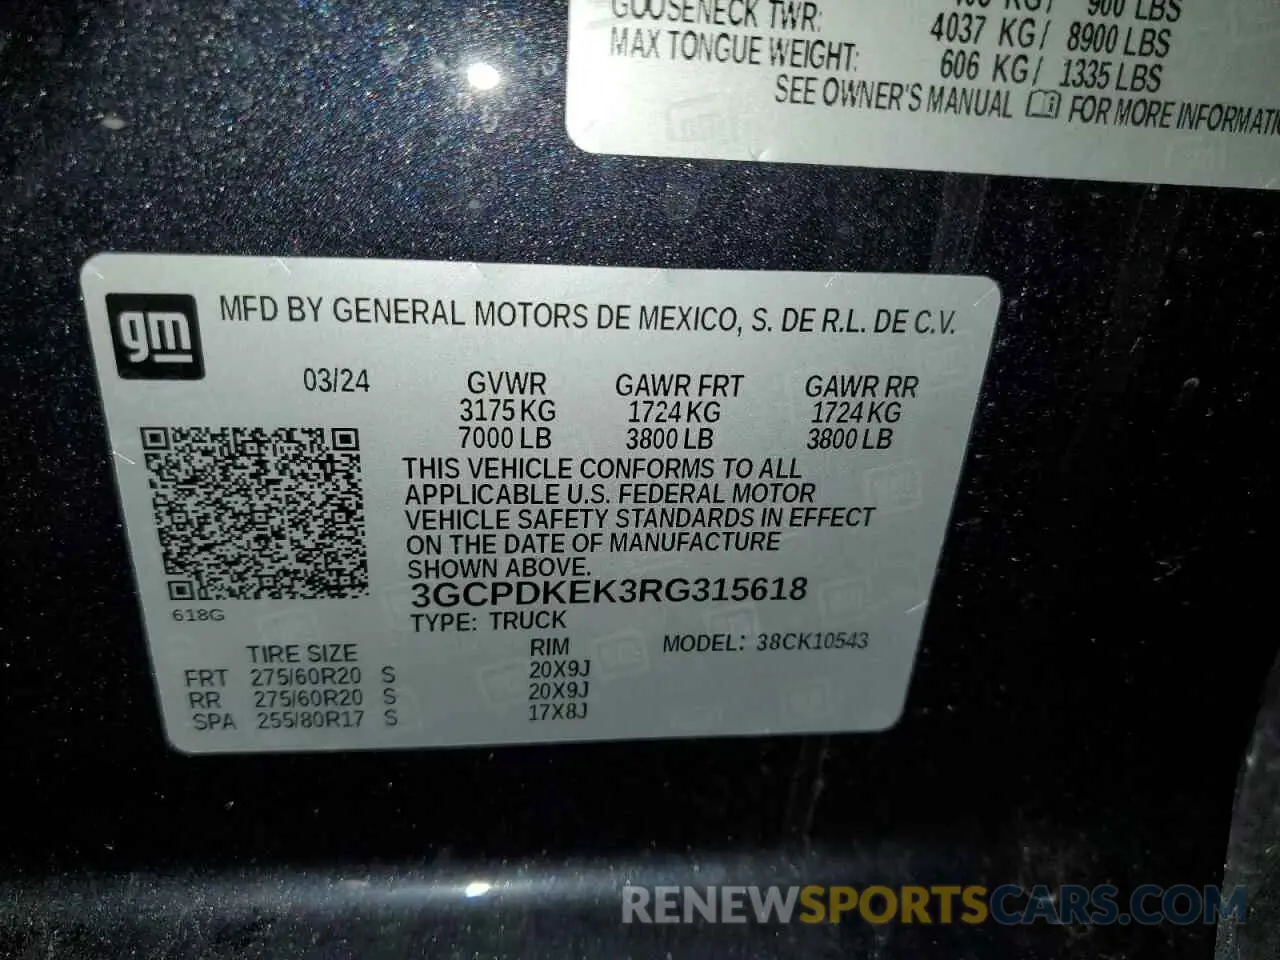 KG/ 900 LBS
GOOSENECK TWR: 4037 KG/ 8900 LBS
MAX TONGUE WEIGHT: 606 KG/ 1335 LBS
SEE OWNER'S MANUAL FOR MORE
gm
MFD BY GENERAL MOTORS DE MEXICO, S. DE R.L. DE C.V.
03/24 GVWR GAWR FRT GAWR RR
3175 KG 1724 KG 1724 KG
7000 LB 3800 LB 3800 LB
THIS VEHICLE CONFORMS TO ALL
APPLICABLE U.S. FEDERAL MOTOR
VEHICLE SAFETY STANDARDS IN EFFECT
ON THE DATE OF MANUFACTURE
SHOWN ABOVE.
3GCPDKEK3RG315618
618G
TYPE: TRUCK
TIRE SIZE RIM MODEL: 38CK10543
FRT 275/60R20 S 20X9J
RR 275/60R20 S 20X9J
SPA 255/80R17 S 17X8J
RENEWSPORTSCARS.COM